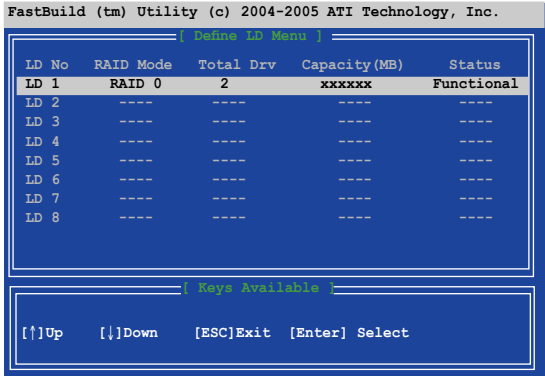 FastBuild (tm) Utility (c) 2004-2005 ATI Technology, Inc.
[ Define LD Menu ]
LD No RAID Mode Total Drv Capacity(MB) Status
LD 1 RAID 0 2 xxxxxx Functional
LD 2 ---- ---- ---- ----
LD 3 ---- ---- ---- ----
LD 4 ---- ---- ---- ----
LD 5 ---- ---- ---- ----
LD 6 ---- ---- ---- ----
LD 7 ---- ---- ---- ----
LD 8 ---- ---- ---- ----
[ Keys Available ]
[↑]Up [↓]Down [ESC]Exit [Enter] Select